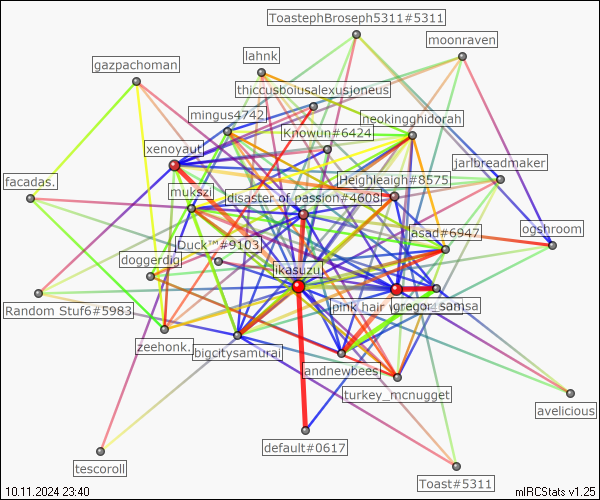 ToastephBroseph5311#5311
moonraven
lahnk
gazpachoman
thiccusboiusalexusjoneus
mingus4742
neokingghidorah
Knowun#6424
xenoyaut
jarlbreadmaker
facadas.
Heighleaigh#8575
mukszi
disaster of passion#4608
asad#6947
ogshroom
Duck™#9103
doggerdig
likasuzu
Random Stuf6#5983
pink hair
gregor_samsa
zeehonk.
bigcitysamurai
andnewbees
turkey_mcnugget
avelicious
default#0617
tescoroll
Toast#5311
10.11.2024 23:40
mIRCStats v1.25